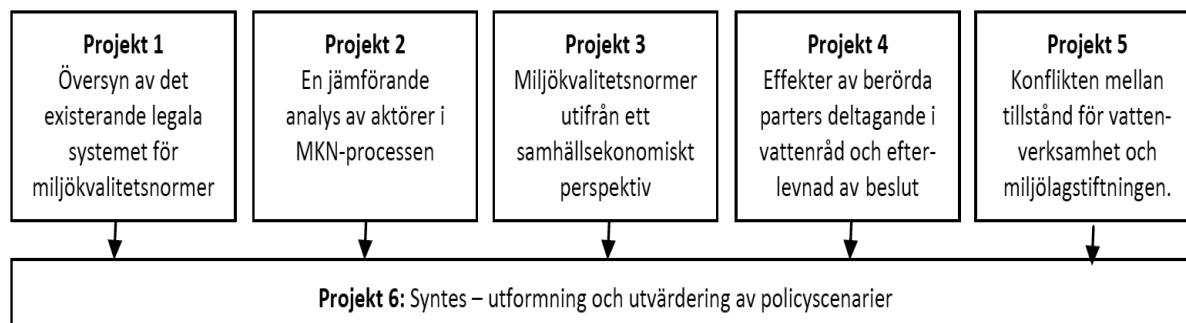 Projekt 1
Översyn av det
existerande legala
systemet för
miljökvalitetsnormer
Projekt 2
En jämförande
analys av aktörer i
MKN-processen
Projekt 3
Miljökvalitetsnormer
utifrån ett
samhällsekonomiskt
perspektiv
Projekt 4
Effekter av berörda
parters deltagande i
vattenråd och efter-
levnad av beslut
Projekt 5
Konflikten mellan
tillstånd för vatten-
verksamhet och
miljölagstiftningen.
Projekt 6: Syntes – utformning och utvärdering av policyscenarier